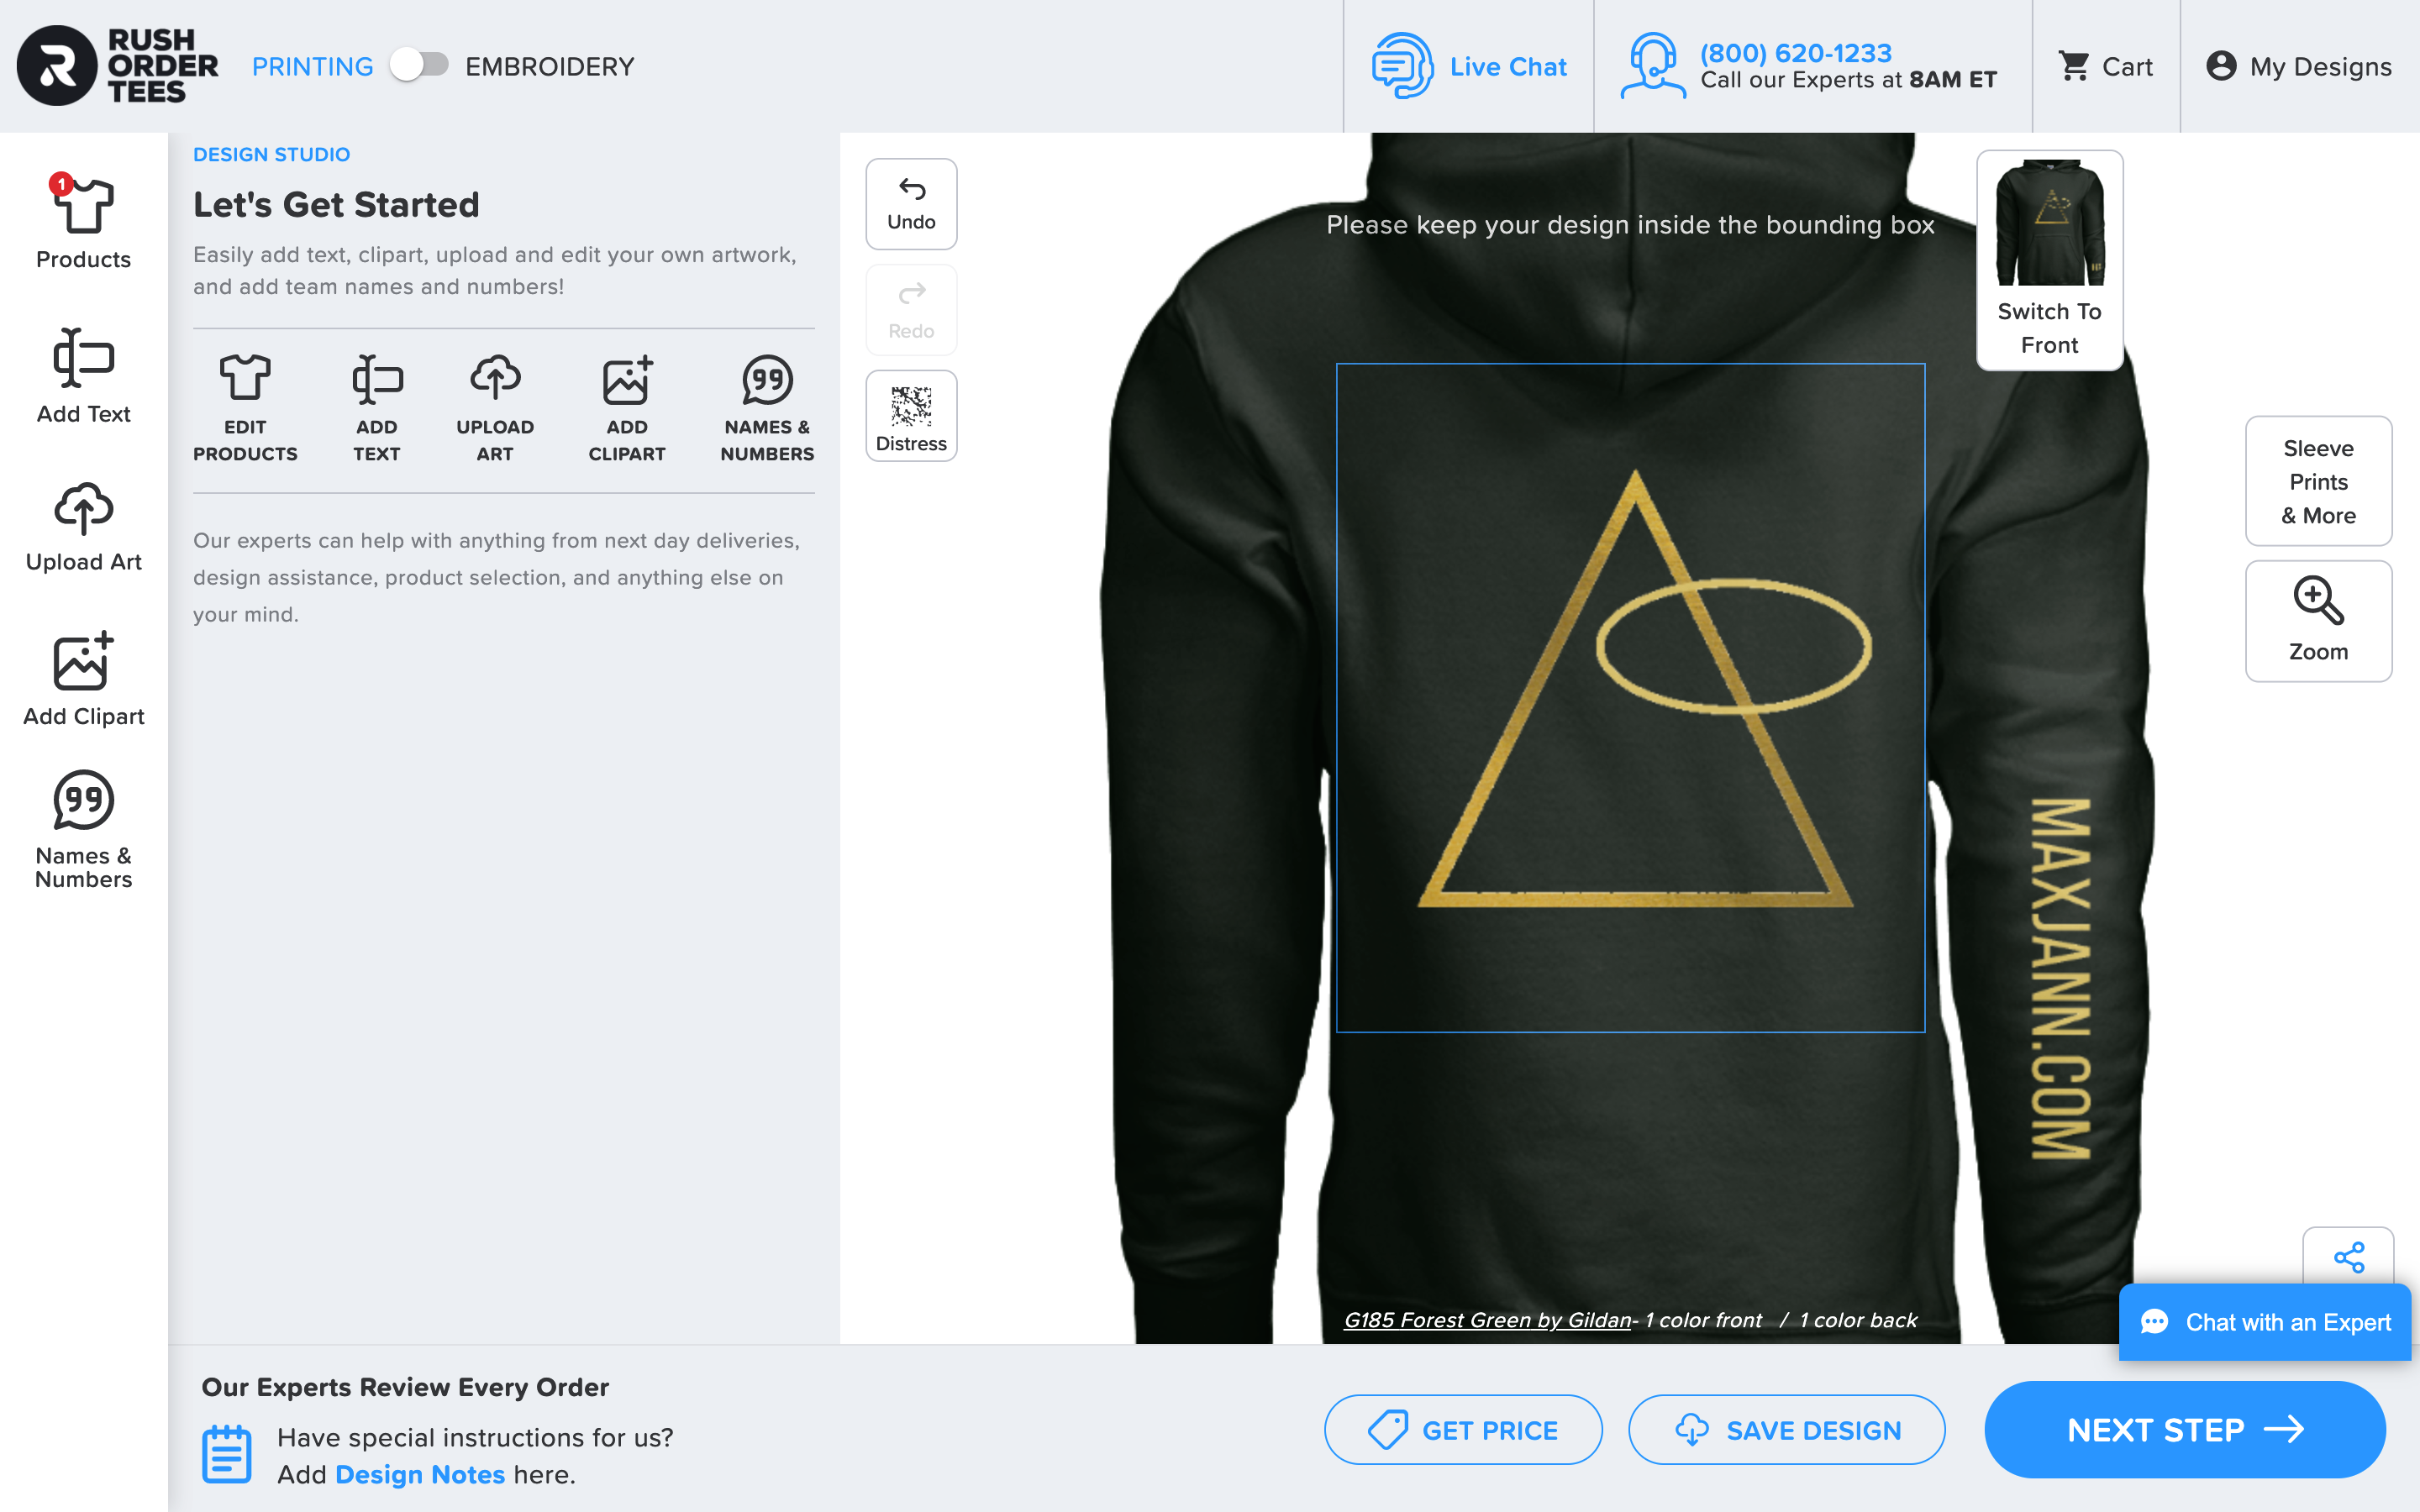 RUSH
ORDER
TEES
PRINTING
EMBROIDERY
Live Chat
(800) 620-1233
Call our Experts at 8AM ET
Cart
My Designs
1
Products
Add Text
Upload Art
Add Clipart
99
Names &
Numbers
DESIGN STUDIO
Let's Get Started
Easily add text, clipart, upload and edit your own artwork,
and add team names and numbers!
EDIT
PRODUCTS
ADD
TEXT
UPLOAD
ART
ADD
CLIPART
99
NAMES &
NUMBERS
Our experts can help with anything from next day deliveries,
design assistance, product selection, and anything else on
your mind.
Undo
Redo
Distress
Please keep your design inside the bounding box
Switch To
Front
Sleeve
Prints
& More
Zoom
MAXJANN.COM
G185 Forest Green by Gildan- 1 color front / 1 color back
Chat with an Expert
Our Experts Review Every Order
Have special instructions for us?
Add Design Notes here.
GET PRICE
SAVE DESIGN
NEXT STEP